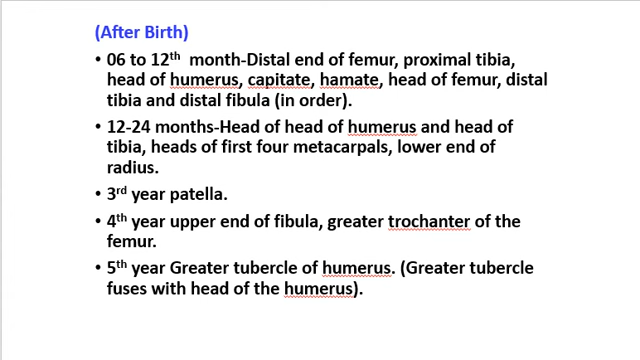 (After Birth)
• 06 to 12th month-Distal end of femur, proximal tibia,
head of humerus, capitate, hamate, head of femur, distal
tibia and distal fibula (in order).
• 12-24 months-Head of head of humerus and head of
tibia, heads of first four metacarpals, lower end of
radius.
• 3rd year patella.
• 4th year upper end of fibula, greater trochanter of the
femur.
• 5th year Greater tubercle of humerus. (Greater tubercle
fuses with head of the humerus).